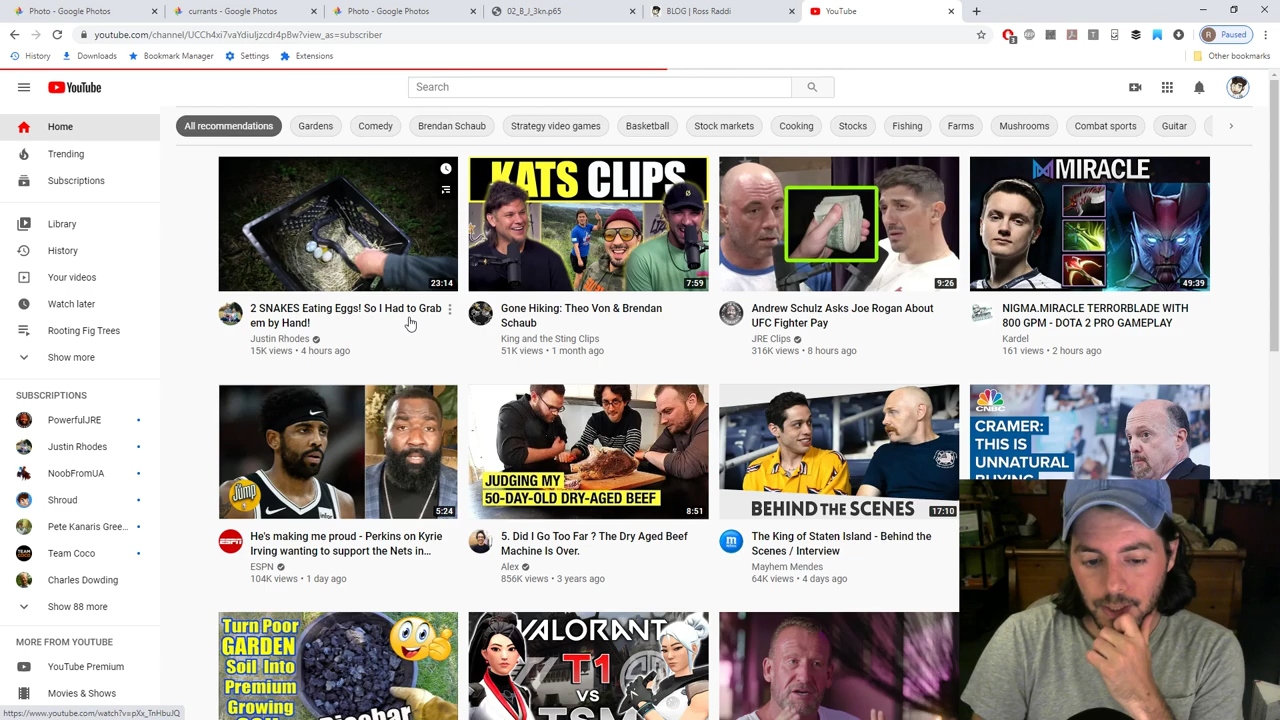 Photo - Google Photos
currants - Google Photos
Photo - Google Photos
02_B_J_3kn.p65
BLOG | Ross Raddi
YouTube
youtube.com/channel/UCCh4xi7vaYdiuljzcdr4pBw?view_as=subscriber
R Paused
History
Downloads
Bookmark Manager
Settings
Extensions
Other bookmarks
YouTube
Search
Home
Trending
Subscriptions
Library
History
Your videos
Watch later
Rooting Fig Trees
Show more
SUBSCRIPTIONS
PowerfulJRE
Justin Rhodes
NoobFromUA
Shroud
Pete Kanaris Gree...
Team Coco
Charles Dowding
Show 88 more
MORE FROM YOUTUBE
YouTube Premium
Movies & Shows
https://www.youtube.com/watch?v=pXx_TnHbuJQ
All recommendations
Gardens
Comedy
Brendan Schaub
Strategy video games
Basketball
Stock markets
Cooking
Stocks
Fishing
Farms
Mushrooms
Combat sports
Guitar
23:14
2 SNAKES Eating Eggs! So I Had to Grab
em by Hand!
Justin Rhodes
15K views • 4 hours ago
KATS CLIPS
7:59
Gone Hiking: Theo Von & Brendan
Schaub
King and the Sting Clips
51K views • 1 month ago
9:26
Andrew Schulz Asks Joe Rogan About
UFC Fighter Pay
JRE Clips
316K views • 8 hours ago
MIRACLE
49:39
NIGMA.MIRACLE TERRORBLADE WITH
800 GPM - DOTA 2 PRO GAMEPLAY
Kardel
161 views • 2 hours ago
Jump
5:24
He's making me proud - Perkins on Kyrie
Irving wanting to support the Nets in...
ESPN
104K views • 1 day ago
JUDGING MY
50-DAY-OLD DRY-AGED BEEF
8:51
5. Did I Go Too Far ? The Dry Aged Beef
Machine Is Over.
Alex
856K views • 3 years ago
BEHIND THE SCENES
17:10
The King of Staten Island - Behind the
Scenes / Interview
Mayhem Mendes
64K views • 4 days ago
CNBC
CRAMER:
THIS IS
UNNATURAL
BUYING
Turn Poor
GARDEN
Soil Into
Premium
Growing
Biochar
VALORANT
T1
VS
TSM